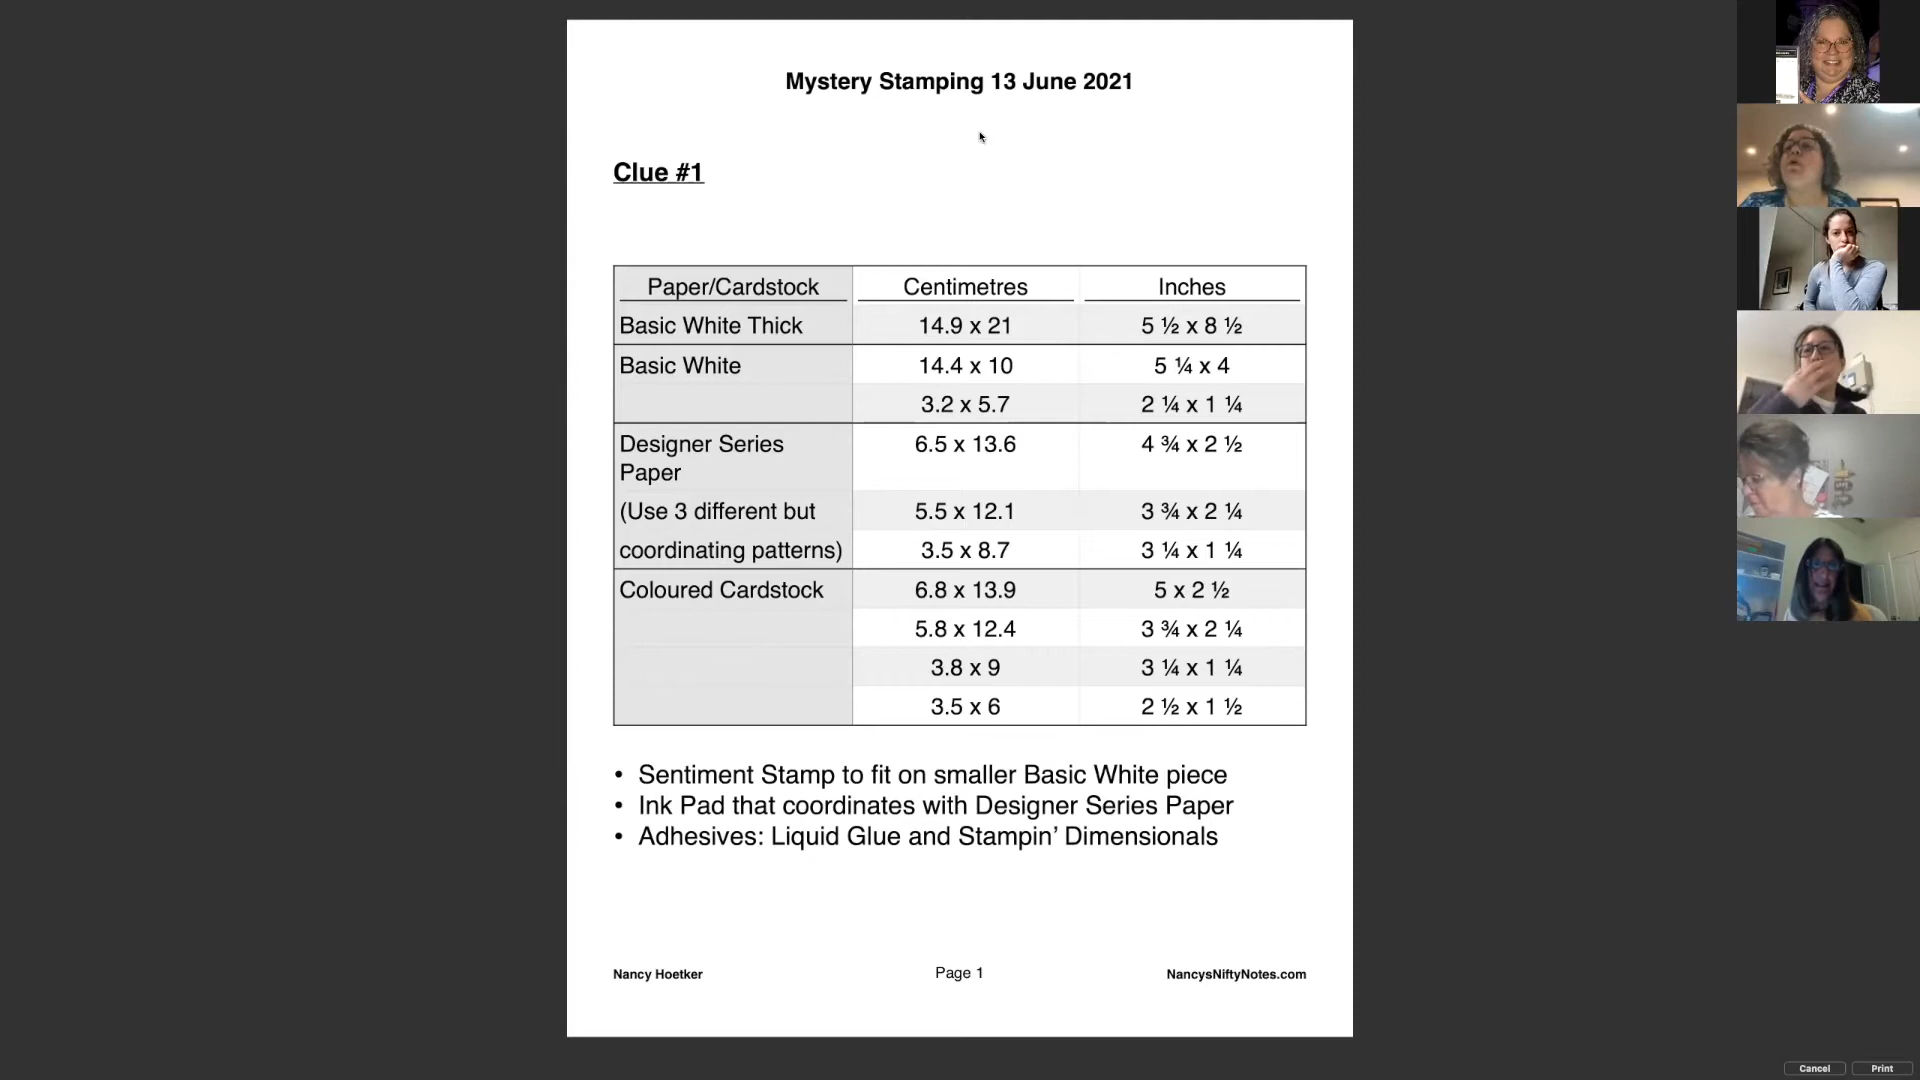 Mystery Stamping 13 June 2021
Clue #1
Paper/Cardstock Centimetres Inches
Basic White Thick 14.9 x 21 5 ½ x 8 ½
Basic White 14.4 x 10 5 ¼ x 4
3.2 x 5.7 2 ¼ x 1 ¼
Designer Series 6.5 x 13.6 4 ¾ x 2 ½
Paper
(Use 3 different but 5.5 x 12.1 3 ¾ x 2 ¼
coordinating patterns) 3.5 x 8.7 3 ¼ x 1 ¼
Coloured Cardstock 6.8 x 13.9 5 x 2 ½
5.8 x 12.4 3 ¾ x 2 ¼
3.8 x 9 3 ¼ x 1 ¼
3.5 x 6 2 ½ x 1 ½
• Sentiment Stamp to fit on smaller Basic White piece
• Ink Pad that coordinates with Designer Series Paper
• Adhesives: Liquid Glue and Stampin’ Dimensionals
Nancy Hoetker Page 1 NancysNiftyNotes.com
Cancel Print